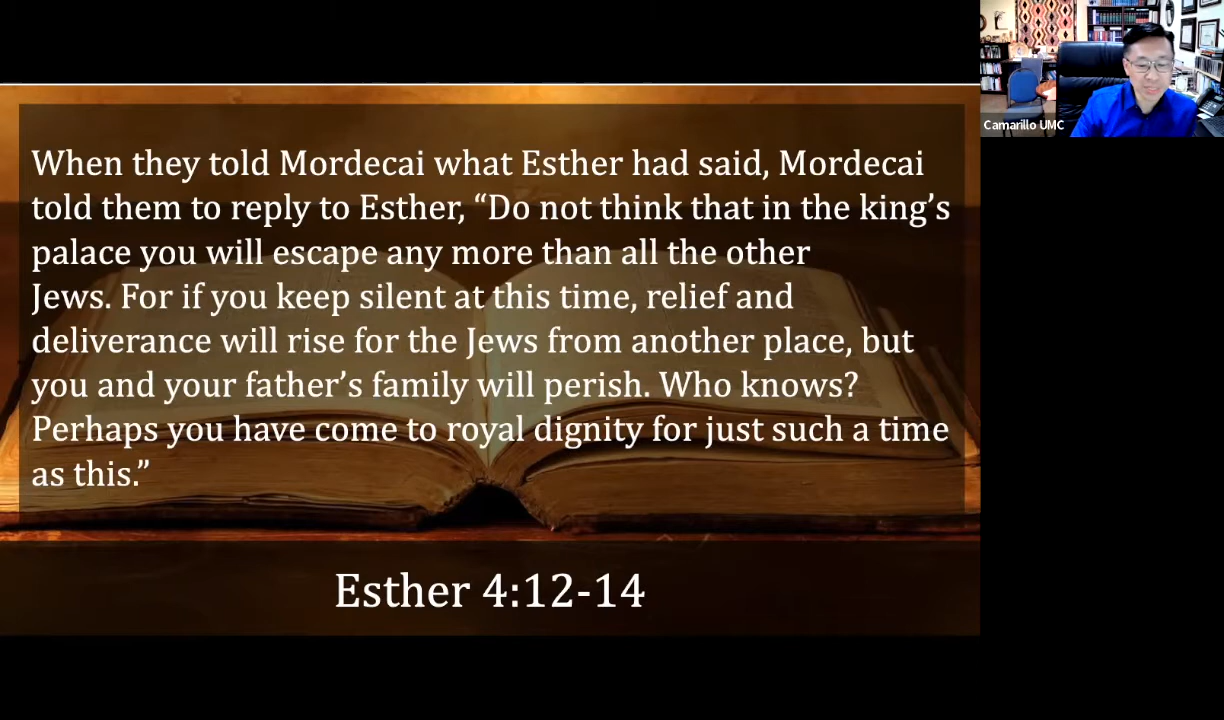 When they told Mordecai what Esther had said, Mordecai
told them to reply to Esther, “Do not think that in the king’s
palace you will escape any more than all the other
Jews. For if you keep silent at this time, relief and
deliverance will rise for the Jews from another place, but
you and your father’s family will perish. Who knows?
Perhaps you have come to royal dignity for just such a time
as this.”
Esther 4:12-14
Camarillo UMC